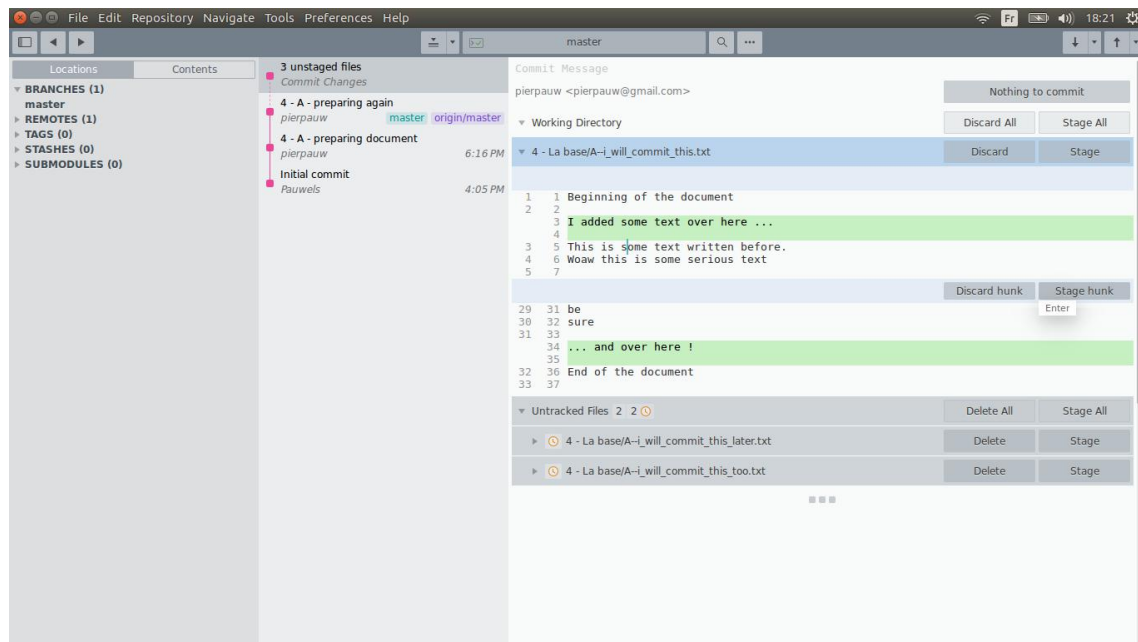 File Edit Repository Navigate Tools Preferences Help Fr 18:21
master
Locations Contents
BRANCHES (1)
master
REMOTES (1)
TAGS (0)
STASHES (0)
SUBMODULES (0)
3 unstaged files
Commit Changes
4 - A - preparing again
pierpauw master origin/master
4 - A - preparing document
pierpauw 6:16 PM
Initial commit
Pauwels 4:05 PM
Commit Message
pierpauw <pierpauw@gmail.com> Nothing to commit
Working Directory Discard All Stage All
4 - La base/A--i_will_commit_this.txt Discard Stage
1 1 Beginning of the document
2 2
3 I added some text over here ...
4
3 5 This is some text written before.
4 6 Woaw this is some serious text
5 7
Discard hunk Stage hunk
Enter
29 31 be
30 32 sure
31 33
34 ... and over here !
35
32 36 End of the document
33 37
Untracked Files 2 2 Delete All Stage All
4 - La base/A--i_will_commit_this_later.txt Delete Stage
4 - La base/A--i_will_commit_this_too.txt Delete Stage